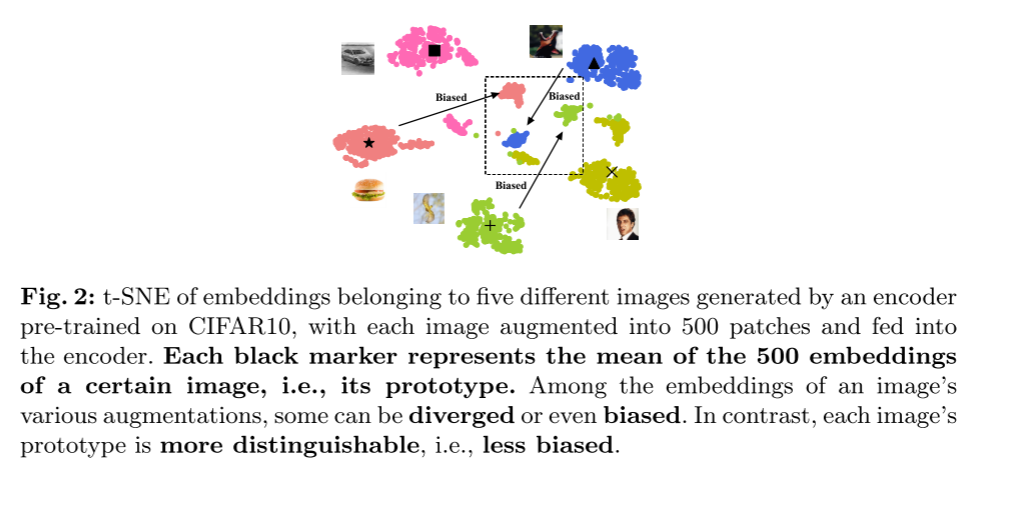 Biased
Biased
Biased
Fig. 2: t-SNE of embeddings belonging to five different images generated by an encoder
pre-trained on CIFAR10, with each image augmented into 500 patches and fed into
the encoder. Each black marker represents the mean of the 500 embeddings
of a certain image, i.e., its prototype. Among the embeddings of an image's
various augmentations, some can be diverged or even biased. In contrast, each image's
prototype is more distinguishable, i.e., less biased.